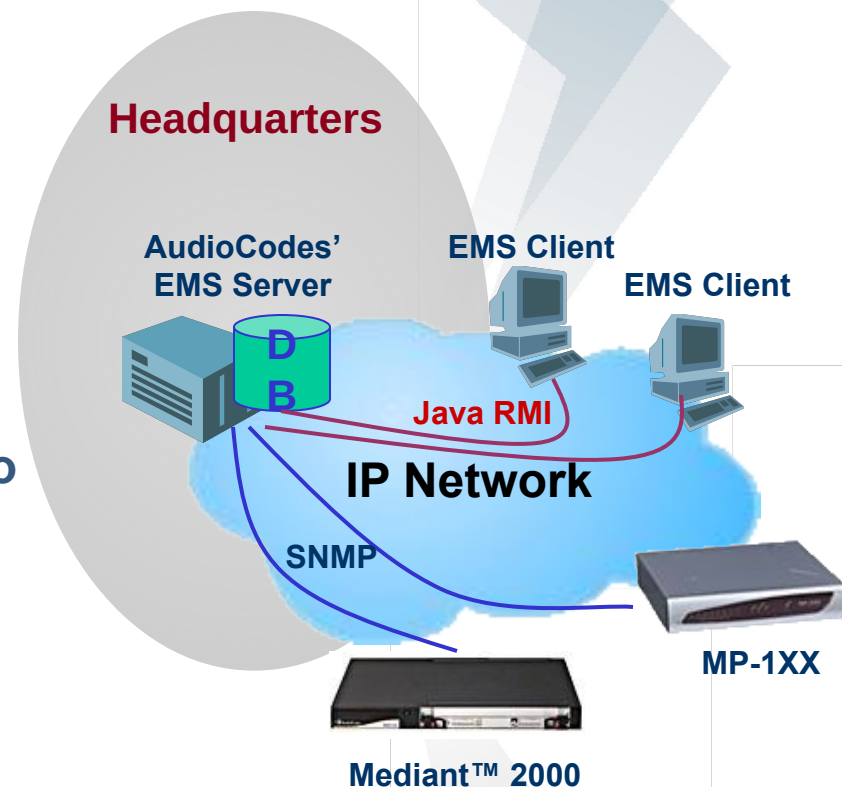 Headquarters
AudioCodes’
EMS Server
EMS Client
EMS Client
D
B
Java RMI
o
IP Network
SNMP
MP-1XX
Mediant™ 2000